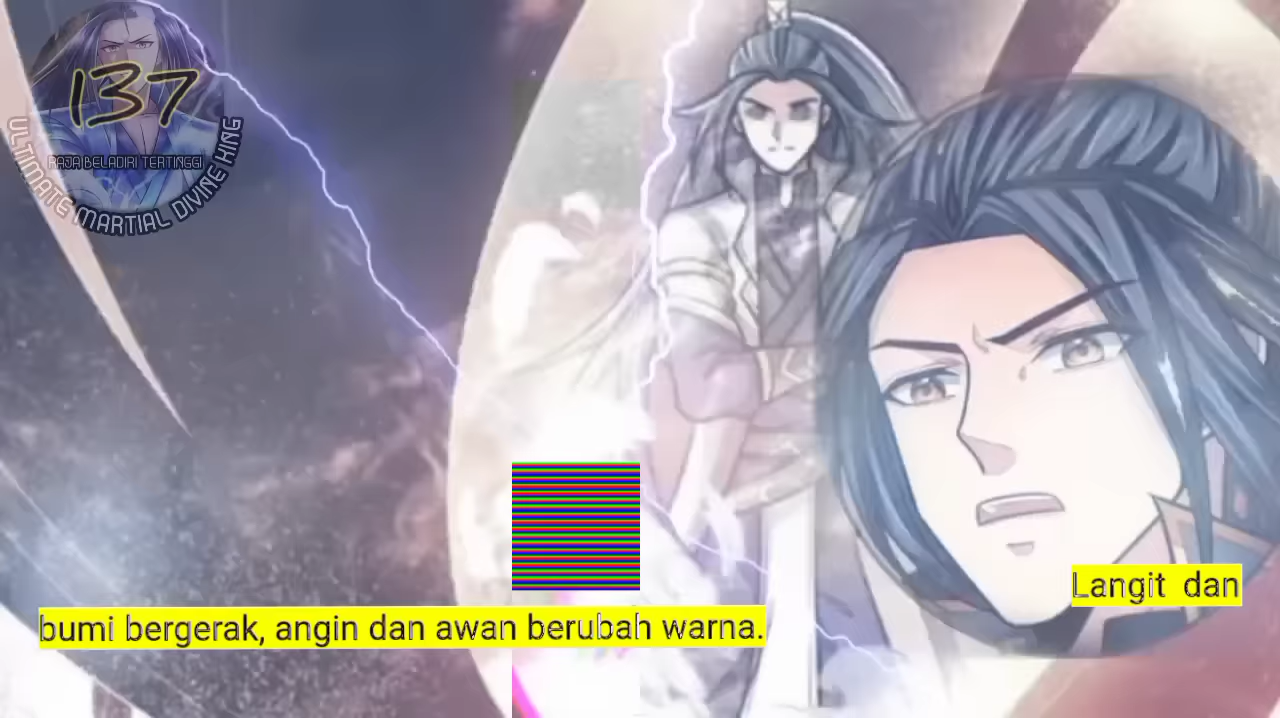 137
RAJA BELADIRI TERTINGGI
ULTIMATE MARTIAL DIVINE KING
Langit dan
bumi bergerak, angin dan awan berubah warna.